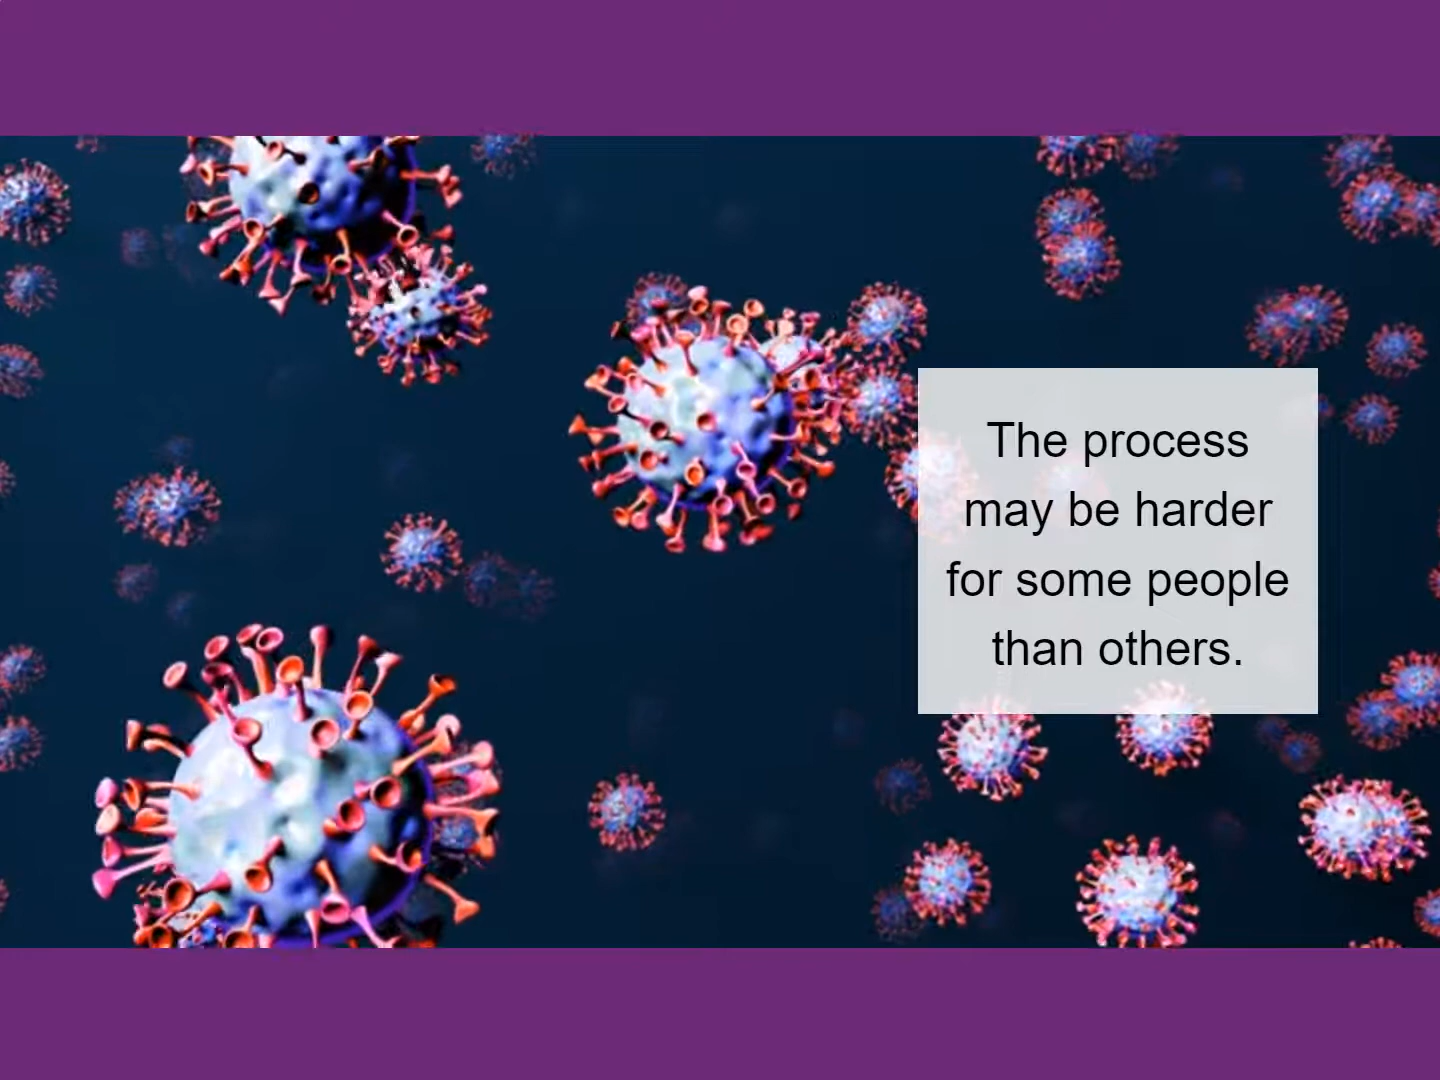 The process
may be harder
for some people
than others.